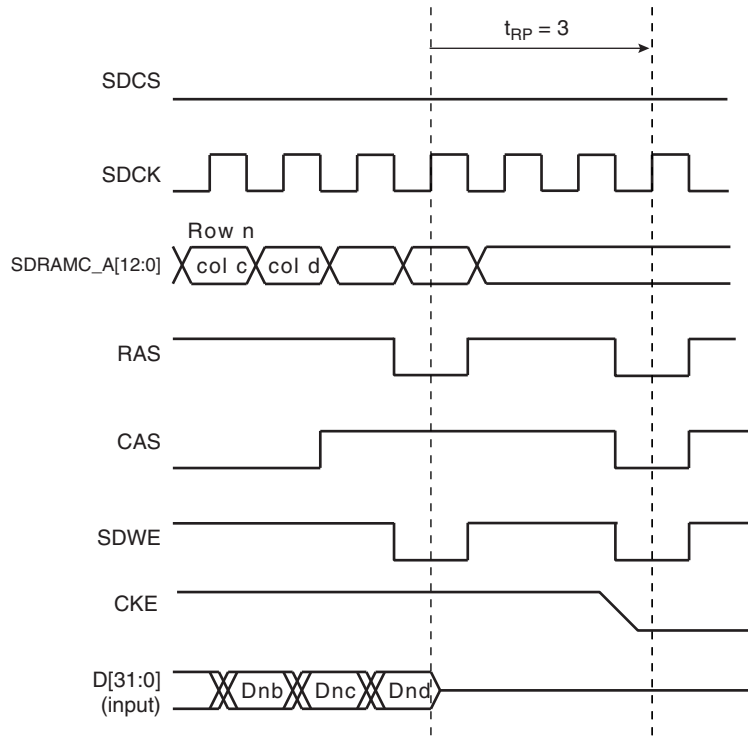 tRP = 3
SDCS
SDCK
Row n
SDRAMC_A[12:0]
col c
col d
RAS
CAS
SDWE
CKE
D[31:0]
(input)
Dnb
Dnc
Dnd